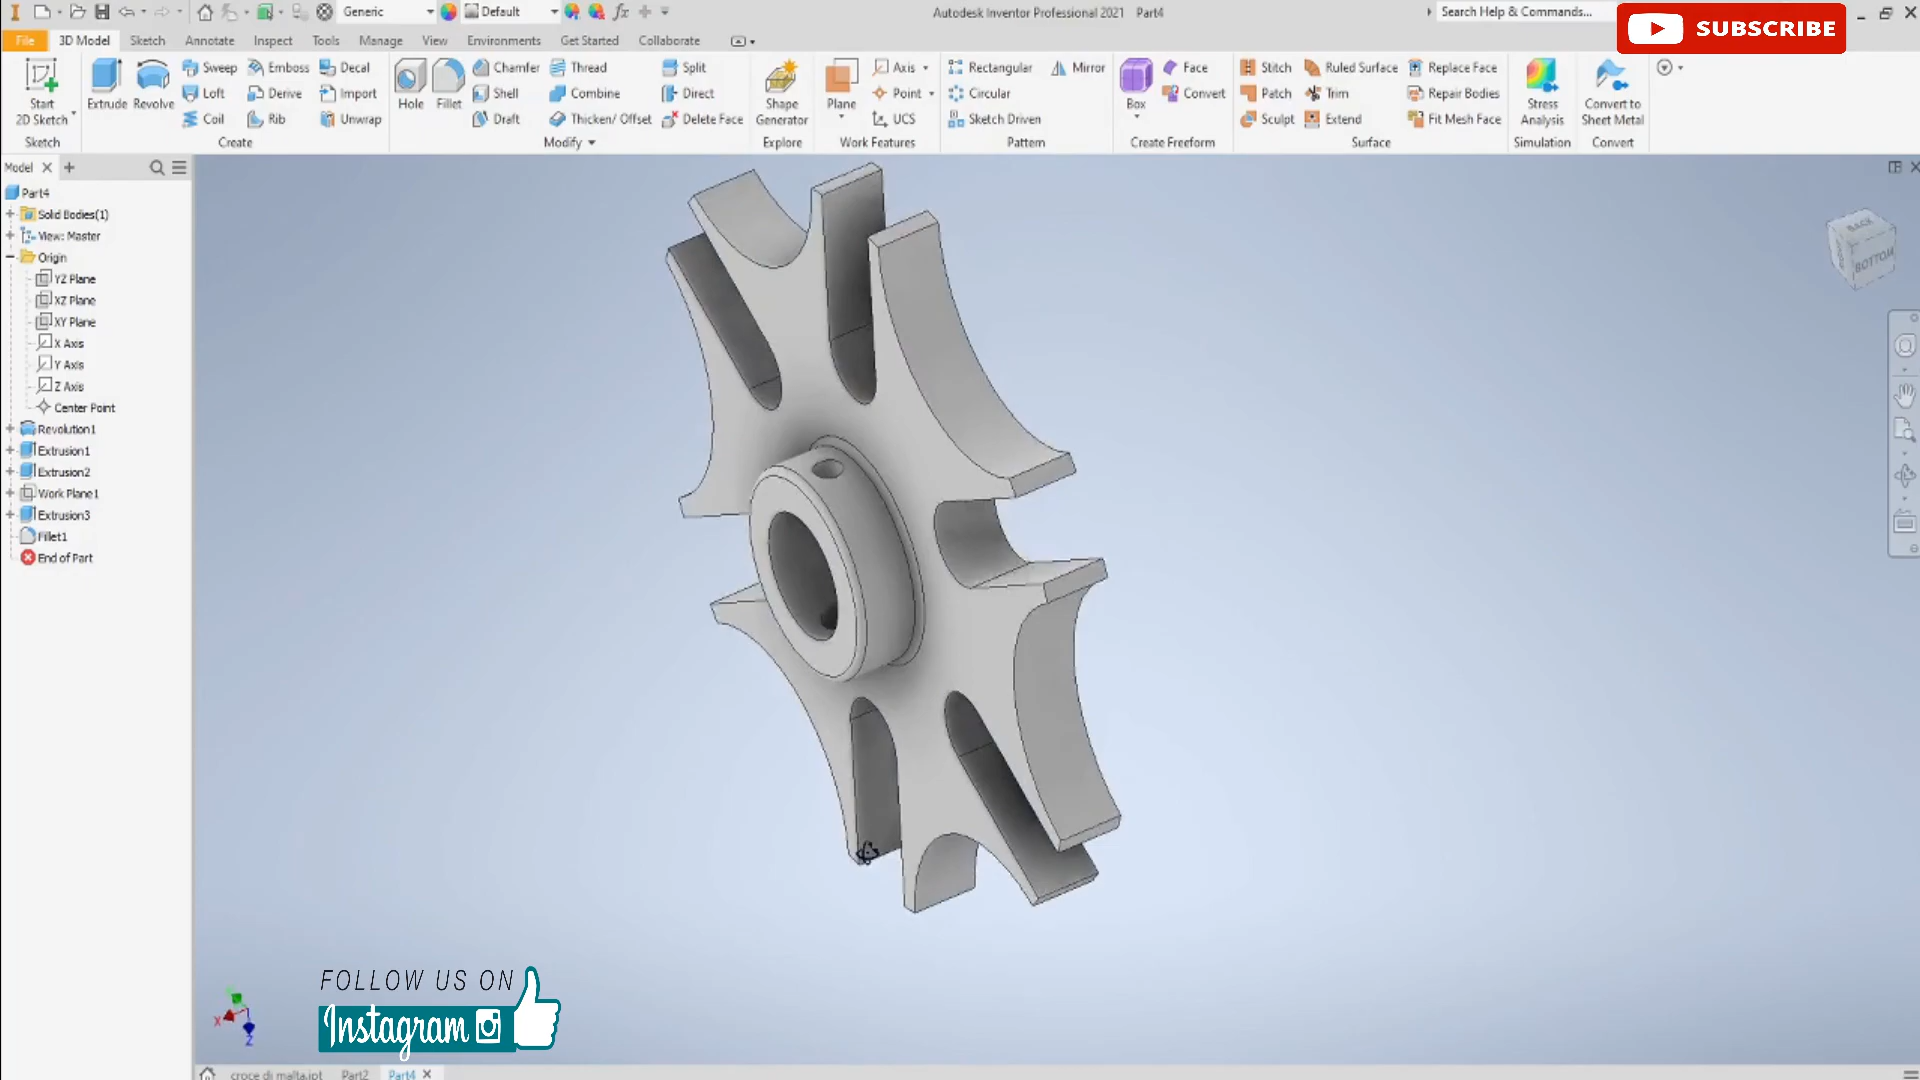 Generic
Default
Autodesk Inventor Professional 2021 Part4
Search Help & Commands...
SUBSCRIBE
File 3D Model Sketch Annotate Inspect Tools Manage View Environments Get Started Collaborate
Start
2D Sketch
Extrude
Revolve
Sweep
Loft
Coil
Emboss
Derive
Rib
Decal
Import
Unwrap
Hole
Fillet
Chamfer
Shell
Draft
Thread
Combine
Thicken/ Offset
Split
Direct
Delete Face
Shape
Generator
Plane
Axis
Point
UCS
Rectangular
Circular
Sketch Driven
Mirror
Box
Face
Convert
Stitch
Patch
Sculpt
Ruled Surface
Trim
Extend
Replace Face
Repair Bodies
Fit Mesh Face
Stress
Analysis
Convert to
Sheet Metal
Sketch
Create
Modify
Explore
Work Features
Pattern
Create Freeform
Surface
Simulation
Convert
Model
Part4
Solid Bodies(1)
View: Master
Origin
YZ Plane
XZ Plane
XY Plane
X Axis
Y Axis
Z Axis
Center Point
Revolution1
Extrusion1
Extrusion2
Work Plane1
Extrusion3
Fillet1
End of Part
BACK
BOTTOM
X
Z
FOLLOW US ON
Instagram
croce di malta.ipt Part2 Part4